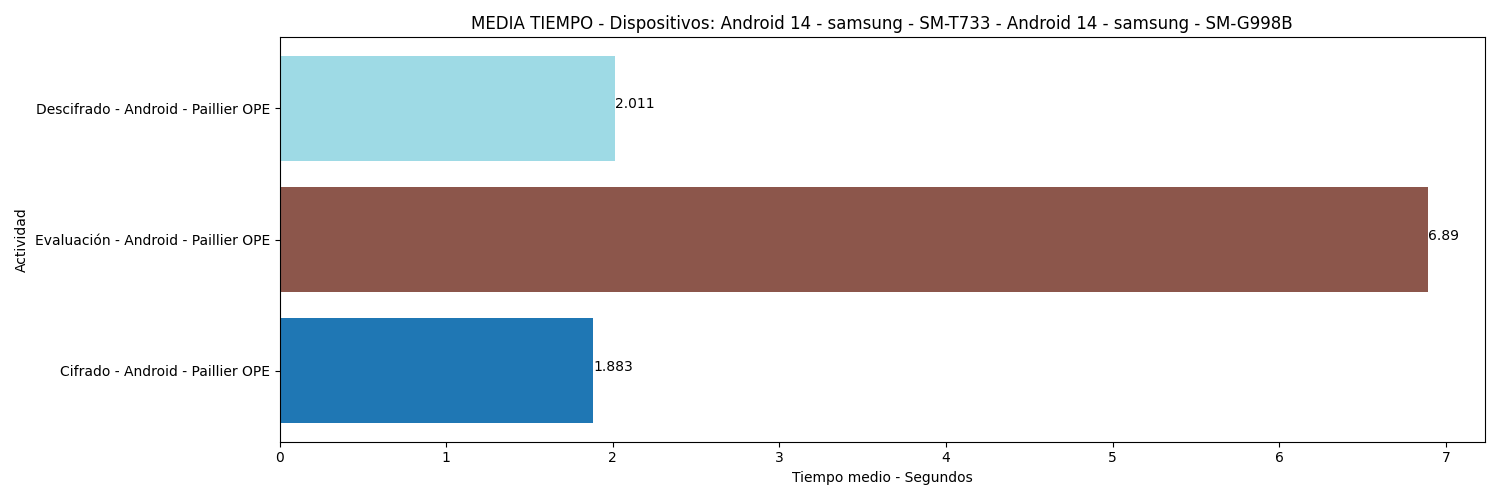 MEDIA TIEMPO - Dispositivos: Android 14 - samsung - SM-T733 - Android 14 - samsung - SM-G998B
Descifrado - Android - Paillier OPE
2.011
Evaluación - Android - Paillier OPE
6.89
Cifrado - Android - Paillier OPE
1.883
Actividad
0 1 2 3 4 5 6 7
Tiempo medio - Segundos